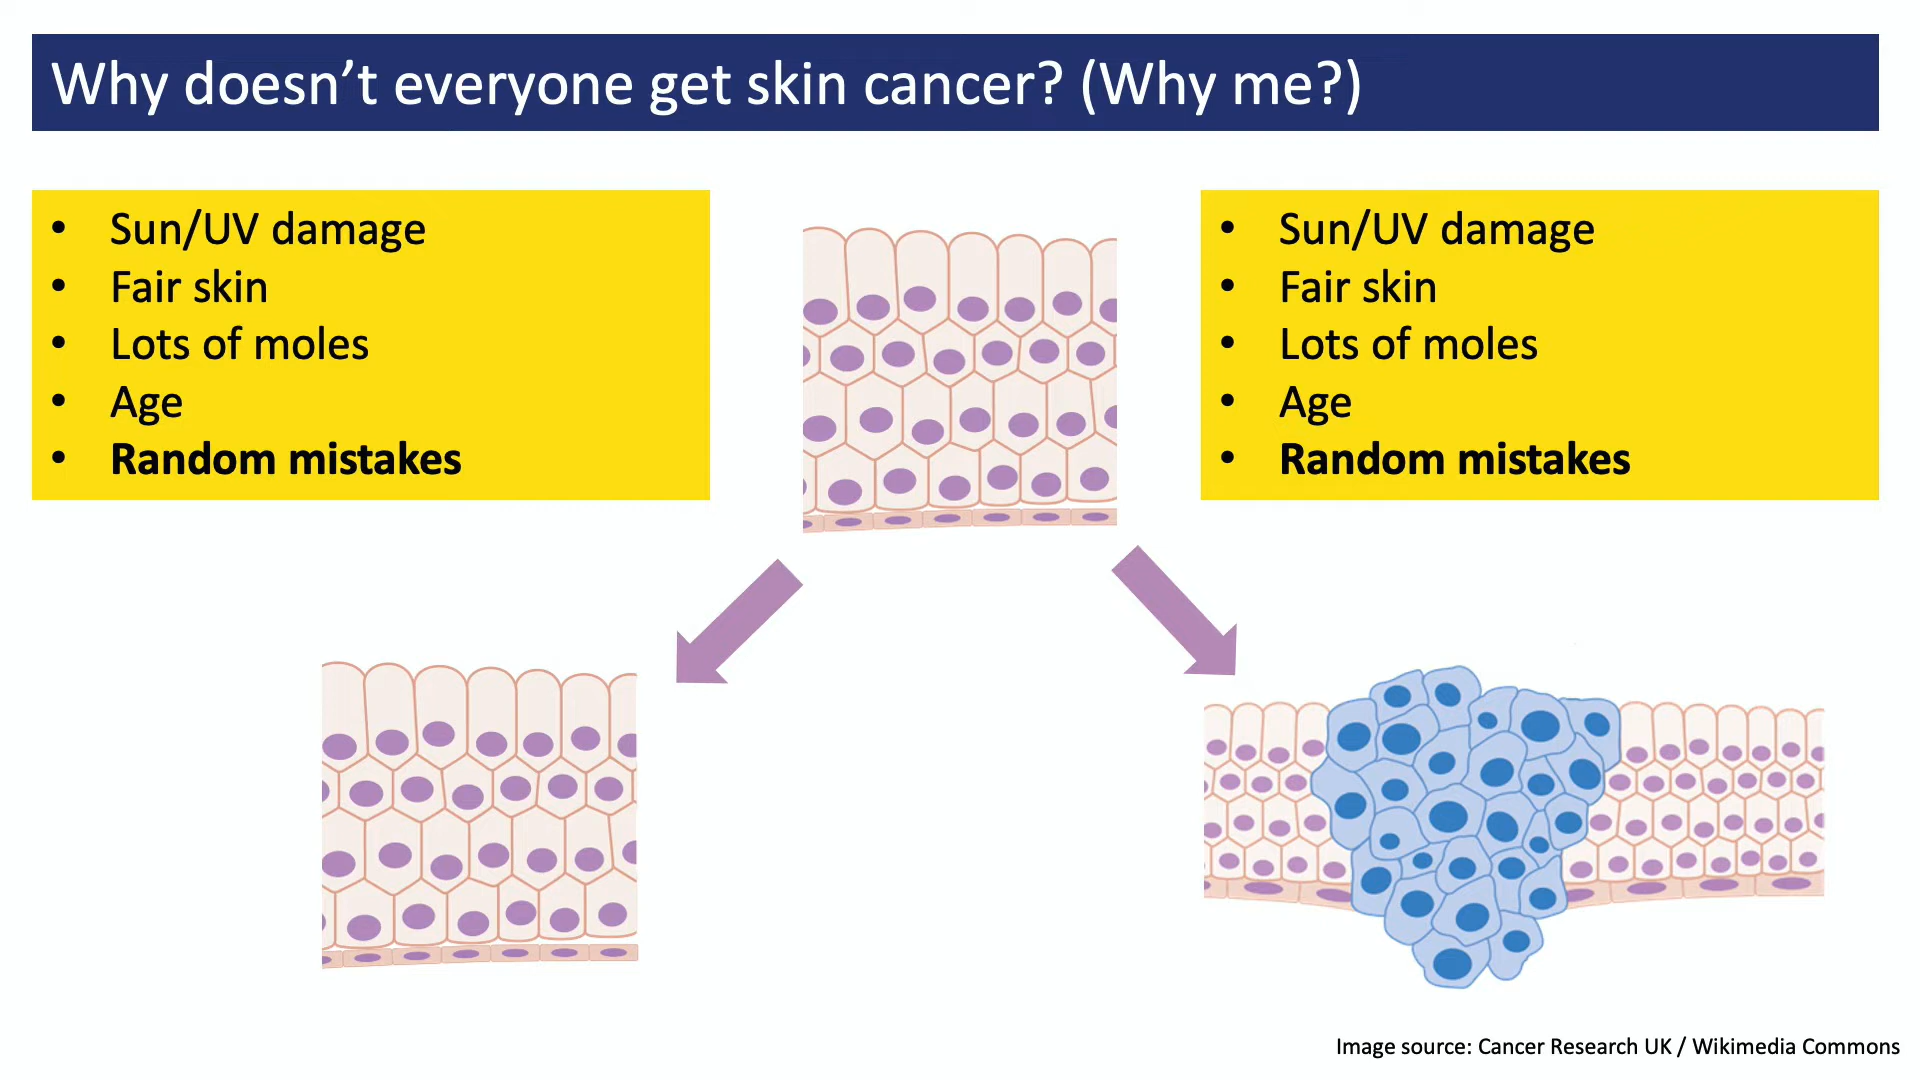 Why doesn’t everyone get skin cancer? (Why me?)
• Sun/UV damage
• Fair skin
• Lots of moles
• Age
• Random mistakes
• Sun/UV damage
• Fair skin
• Lots of moles
• Age
• Random mistakes
Image source: Cancer Research UK / Wikimedia Commons